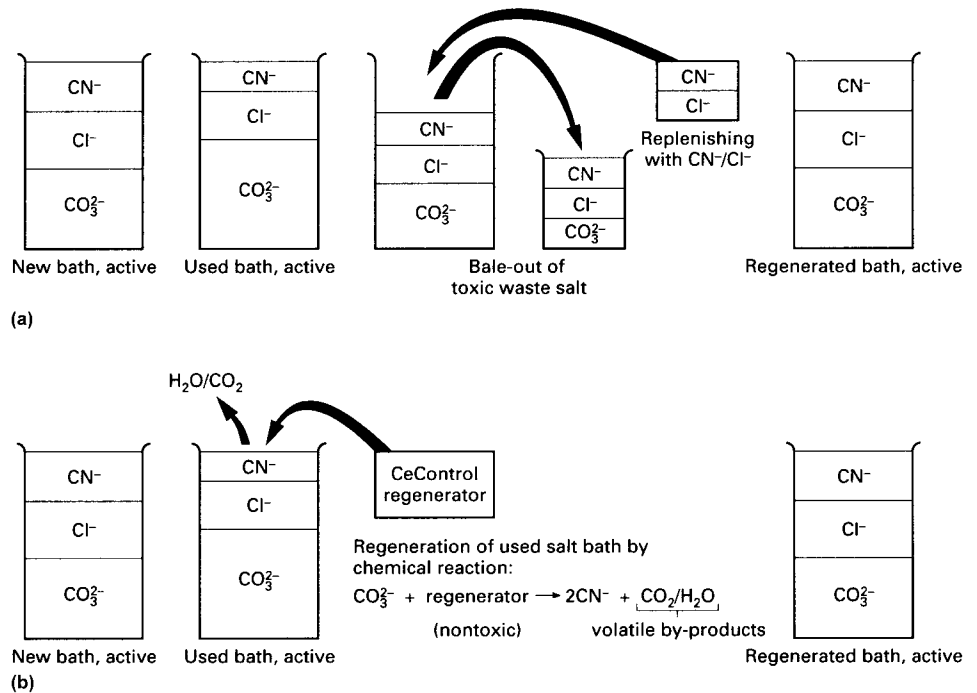 CN⁻
Cl⁻
CO₃²⁻
New bath, active
CN⁻
Cl⁻
CO₃²⁻
Used bath, active
CN⁻
Cl⁻
CO₃²⁻
CN⁻
Cl⁻
CO₃²⁻
Bale-out of
toxic waste salt
CN⁻
Cl⁻
Replenishing
with CN⁻/Cl⁻
CN⁻
Cl⁻
CO₃²⁻
Regenerated bath, active
(a)
H₂O/CO₂
CN⁻
Cl⁻
CO₃²⁻
New bath, active
CN⁻
Cl⁻
CO₃²⁻
Used bath, active
CeControl
regenerator
Regeneration of used salt bath by
chemical reaction:
CO₃²⁻ + regenerator → 2CN⁻ + CO₂/H₂O
(nontoxic) volatile by-products
CN⁻
Cl⁻
CO₃²⁻
Regenerated bath, active
(b)